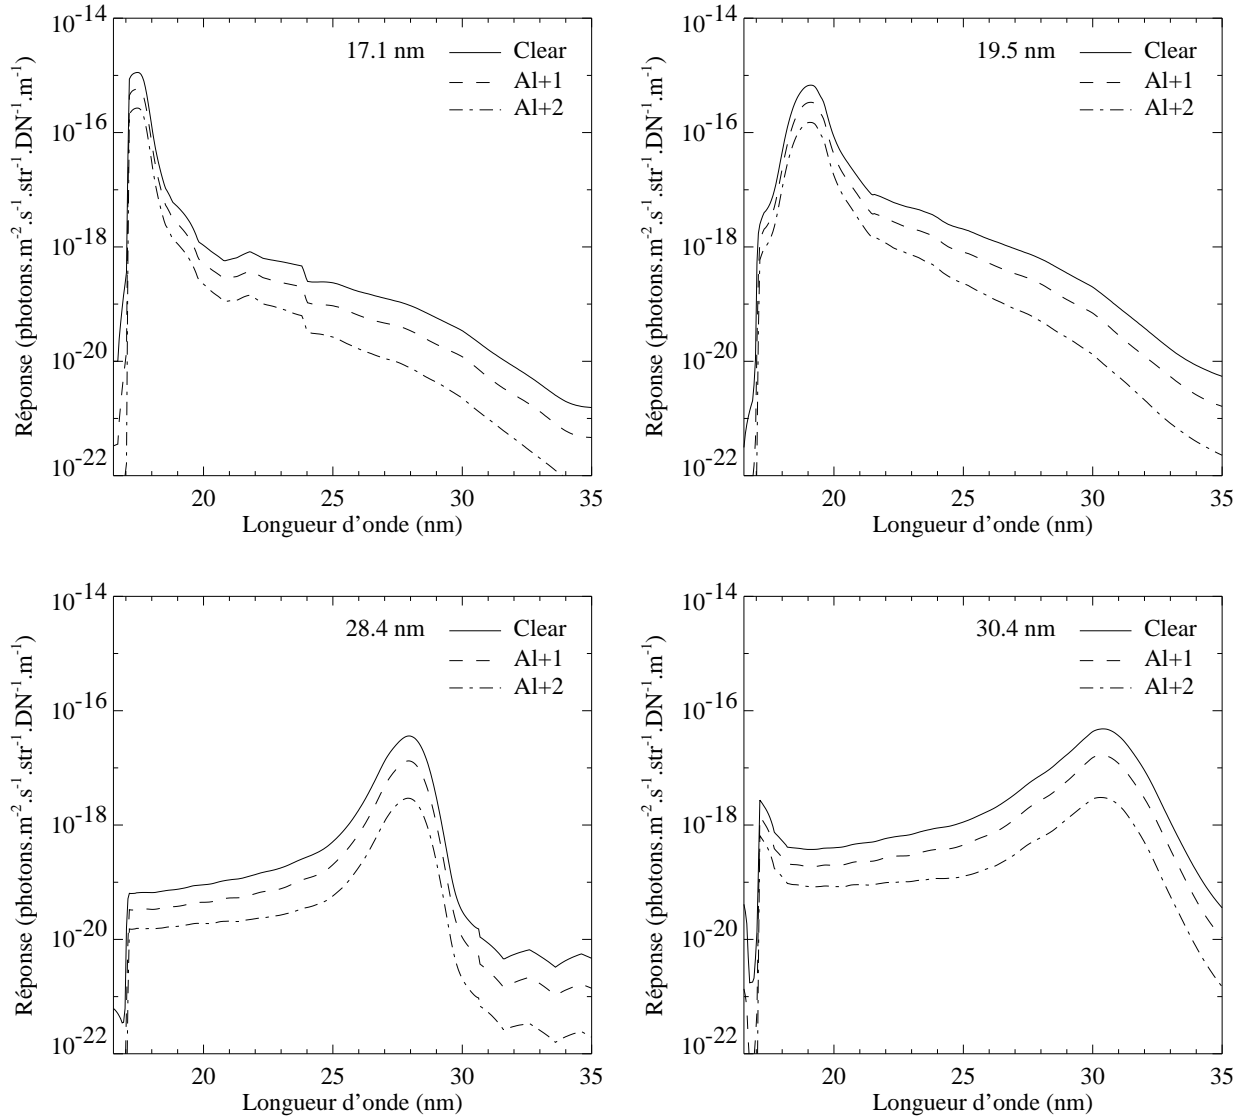 10⁻¹⁴
10⁻¹⁶
10⁻¹⁸
10⁻²⁰
10⁻²²
Réponse (photons.m⁻².s⁻¹.str⁻¹.DN⁻¹.m⁻¹)
17.1 nm
Clear
Al+1
Al+2
20 25 30 35
Longueur d'onde (nm)
10⁻¹⁴
10⁻¹⁶
10⁻¹⁸
10⁻²⁰
10⁻²²
Réponse (photons.m⁻².s⁻¹.str⁻¹.DN⁻¹.m⁻¹)
19.5 nm
Clear
Al+1
Al+2
20 25 30 35
Longueur d'onde (nm)
10⁻¹⁴
10⁻¹⁶
10⁻¹⁸
10⁻²⁰
10⁻²²
Réponse (photons.m⁻².s⁻¹.str⁻¹.DN⁻¹.m⁻¹)
28.4 nm
Clear
Al+1
Al+2
20 25 30 35
Longueur d'onde (nm)
10⁻¹⁴
10⁻¹⁶
10⁻¹⁸
10⁻²⁰
10⁻²²
Réponse (photons.m⁻².s⁻¹.str⁻¹.DN⁻¹.m⁻¹)
30.4 nm
Clear
Al+1
Al+2
20 25 30 35
Longueur d'onde (nm)